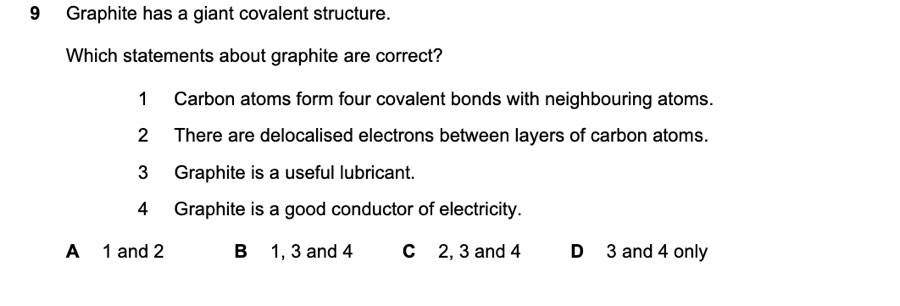 9 Graphite has a giant covalent structure.
Which statements about graphite are correct?
1 Carbon atoms form four covalent bonds with neighbouring atoms.
2 There are delocalised electrons between layers of carbon atoms.
3 Graphite is a useful lubricant.
4 Graphite is a good conductor of electricity.
A 1 and 2 B 1, 3 and 4 C 2, 3 and 4 D 3 and 4 only